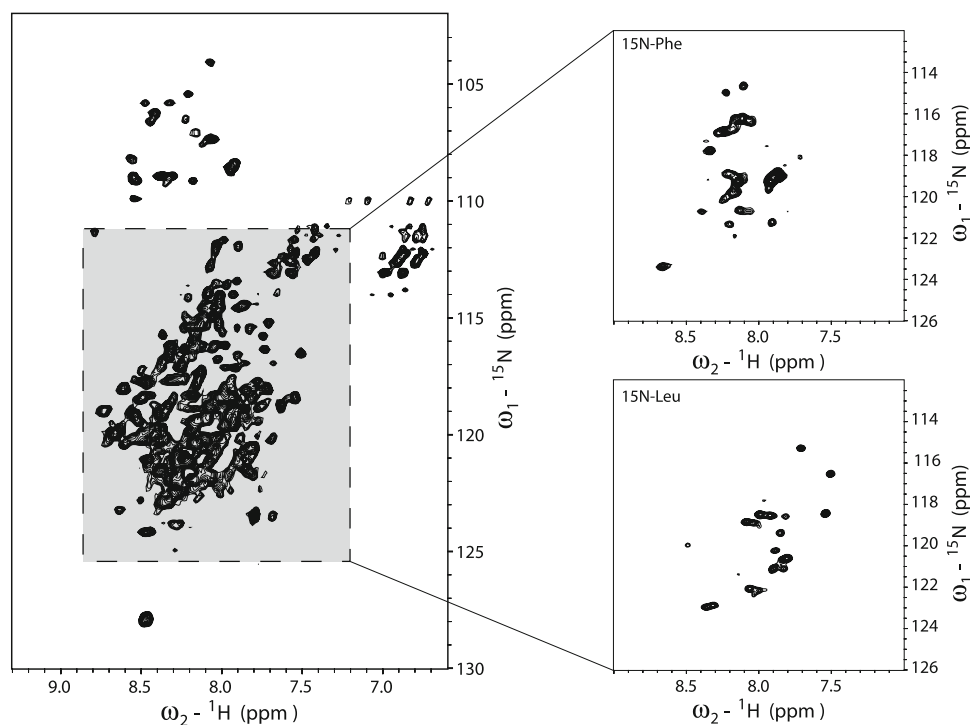 105
110
115
120
125
130
ω1 - 15N (ppm)
9.0 8.5 8.0 7.5 7.0
ω2 - 1H (ppm)
15N-Phe
114
116
118
120
122
124
126
ω1 - 15N (ppm)
8.5 8.0 7.5
ω2 - 1H (ppm)
15N-Leu
114
116
118
120
122
124
126
ω1 - 15N (ppm)
8.5 8.0 7.5
ω2 - 1H (ppm)